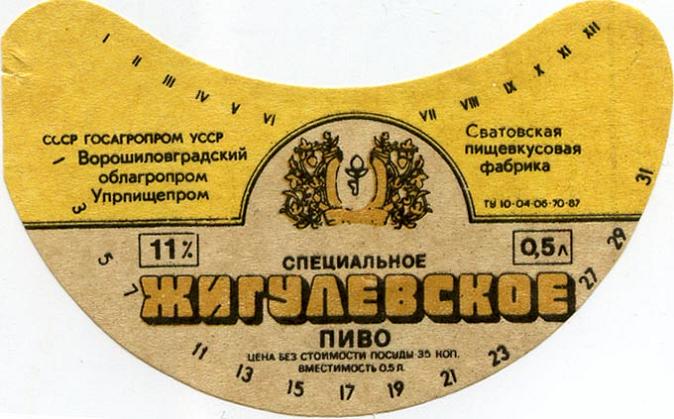 I II III IV V VI VII VIII IX X XI XII
СССР ГОСАГРОПРОМ УССР
Ворошиловградский
облагропром
Упрпищепром
Сватовская
пищевкусовая
фабрика
ТУ 10-04-06-70-87
11%
0,5л
СПЕЦИАЛЬНОЕ
ЖИГУЛЕВСКОЕ
ПИВО
ЦЕНА БЕЗ СТОИМОСТИ ПОСУДЫ 35 КОП.
ВМЕСТИМОСТЬ 0.5 Л.
1 3 5 7 11 13 15 17 19 21 23 27 29 31